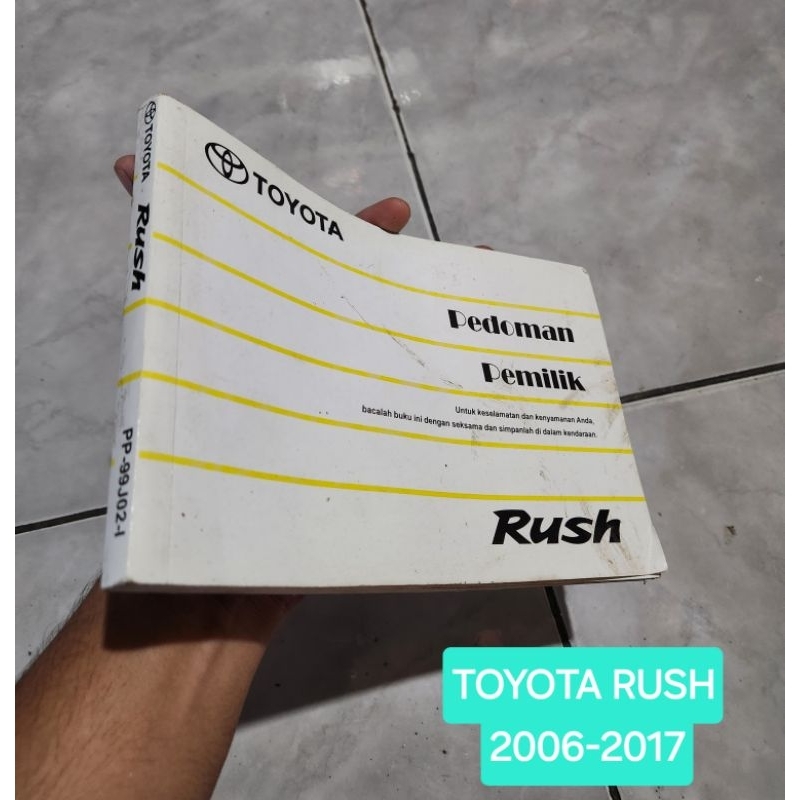 TOYOTA
Rush
PP-99J02-I
TOYOTA
Pedoman
Pemilik
Untuk keselamatan dan kenyamanan Anda,
bacalah buku ini dengan seksama dan simpanlah di dalam kendaraan.
Rush
TOYOTA RUSH
2006-2017